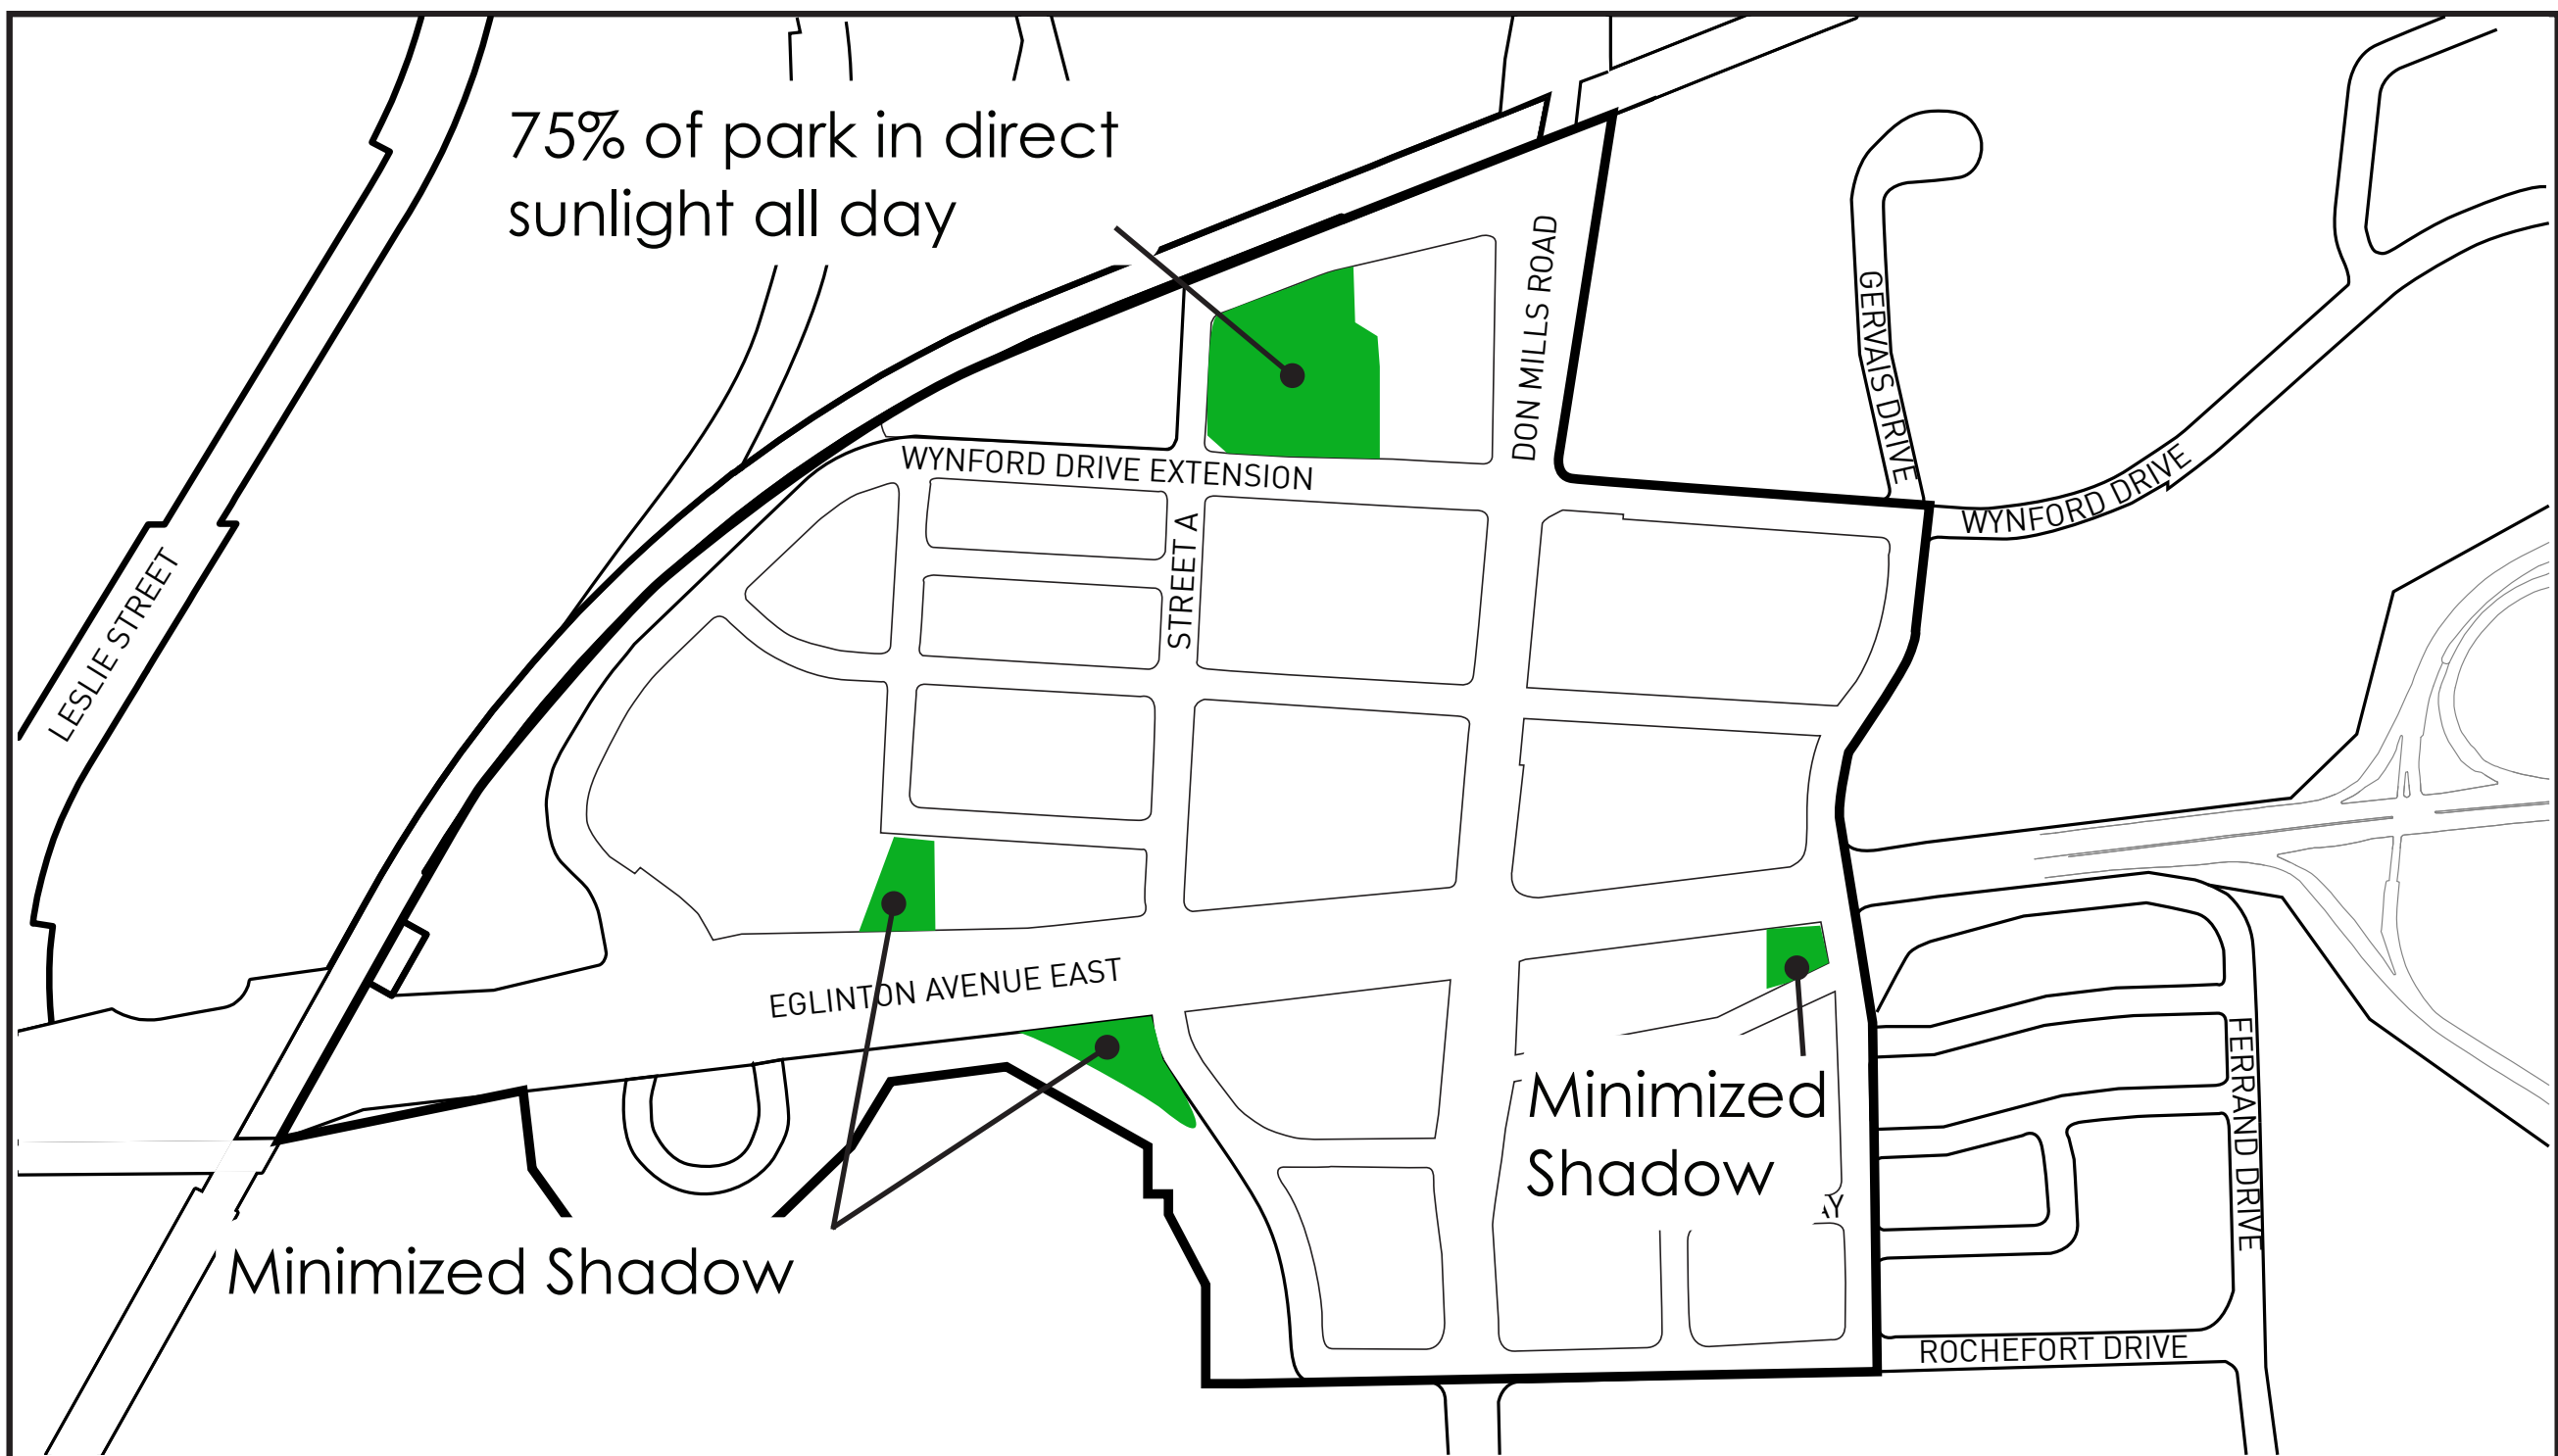 75% of park in direct
sunlight all day
DON MILLS ROAD
GERVAIS DRIVE
WYNFORD DRIVE EXTENSION
WYNFORD DRIVE
STREET A
LESLIE STREET
EGLINTON AVENUE EAST
Minimized
Shadow
Minimized Shadow
FERRAND DRIVE
ROCHEFORT DRIVE